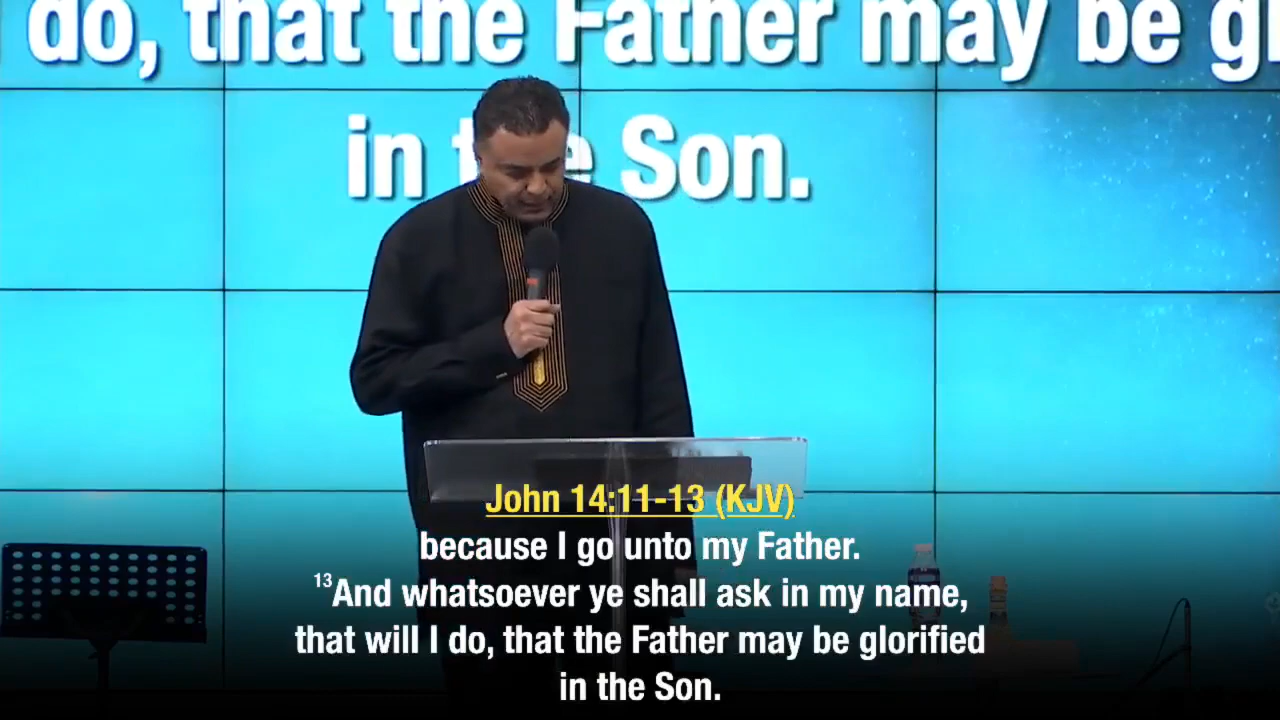 do, that the Father may be gl
in the Son.
John 14:11-13 (KJV)
because I go unto my Father.
13And whatsoever ye shall ask in my name,
that will I do, that the Father may be glorified
in the Son.